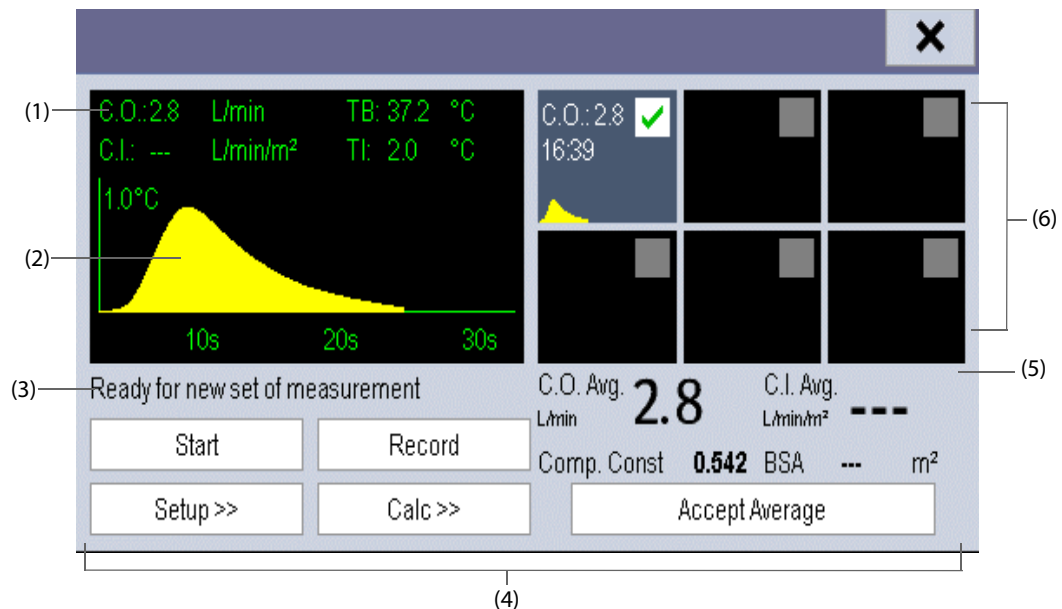 (1)
C.O.:2.8 L/min TB: 37.2 °C
C.I.: --- L/min/m² TI: 2.0 °C
1.0°C
(2)
10s 20s 30s
C.O.: 2.8
16:39
(6)
(3)
Ready for new set of measurement
Start Record
Setup >> Calc >>
(5)
C.O. Avg. 2.8 C.I. Avg. ---
L/min L/min/m²
Comp. Const 0.542 BSA --- m²
Accept Average
(4)